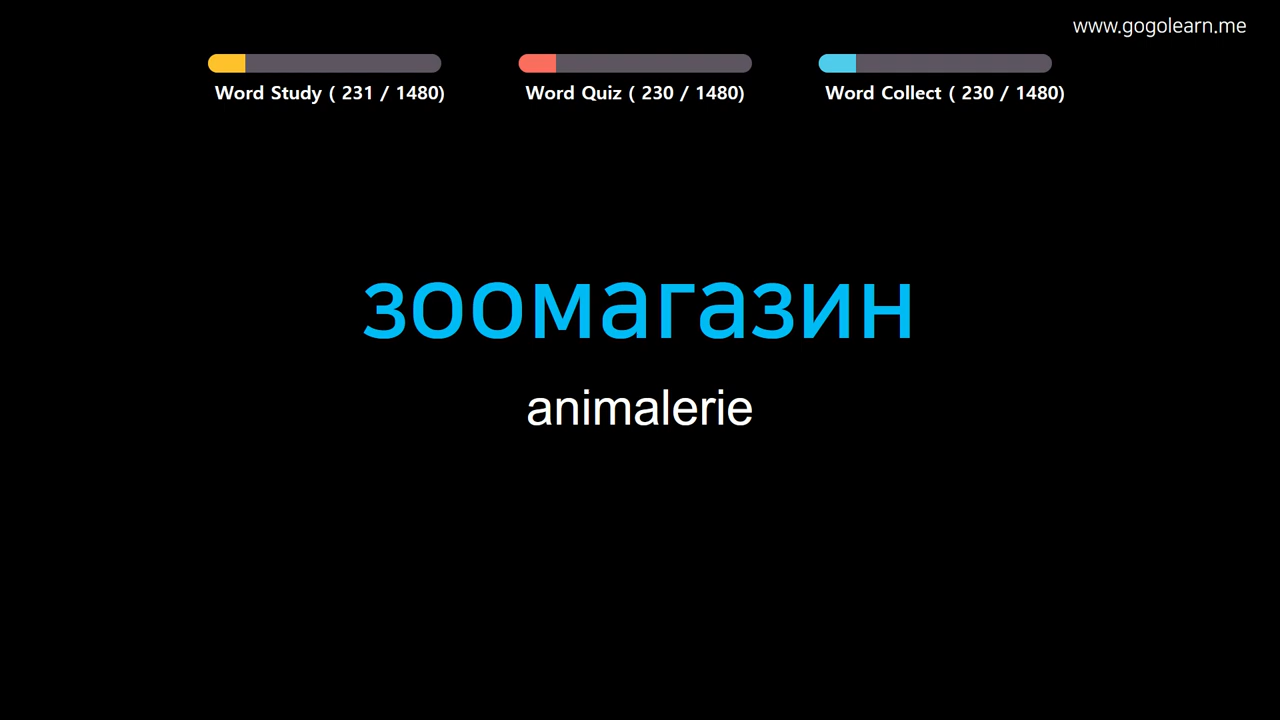 www.gogolearn.me
Word Study ( 231 / 1480)
Word Quiz ( 230 / 1480)
Word Collect ( 230 / 1480)
зоомагазин
animalerie